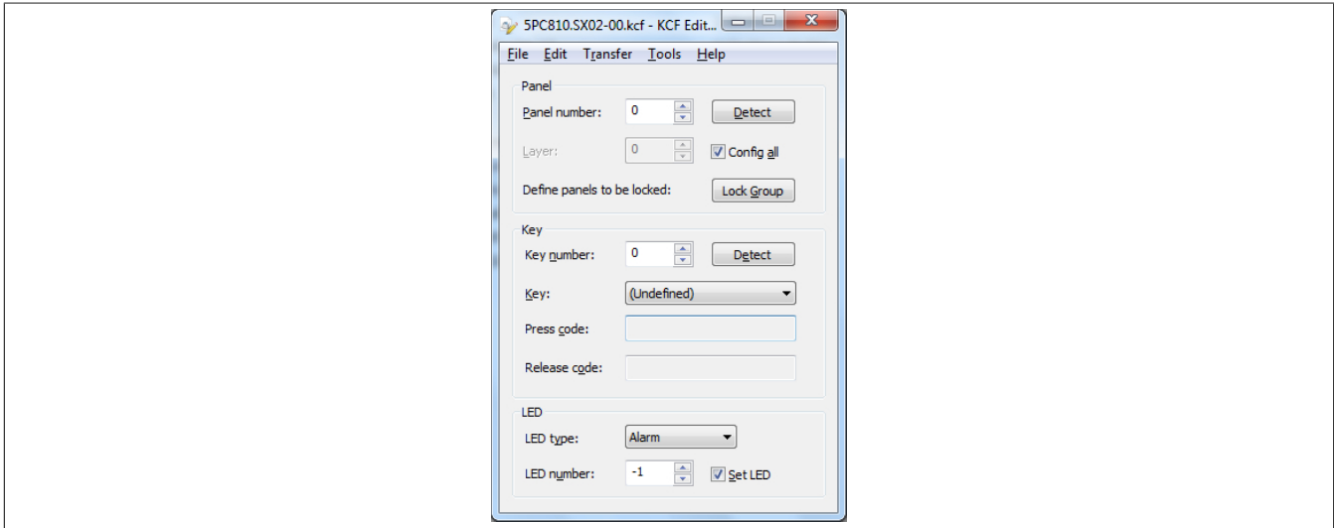 5PC810.SX02-00.kcf - KCF Edit...
File Edit Transfer Tools Help
Panel
Panel number: 0 Detect
Layer: 0 Config all
Define panels to be locked: Lock Group
Key
Key number: 0 Detect
Key: (Undefined)
Press code:
Release code:
LED
LED type: Alarm
LED number: -1 Set LED